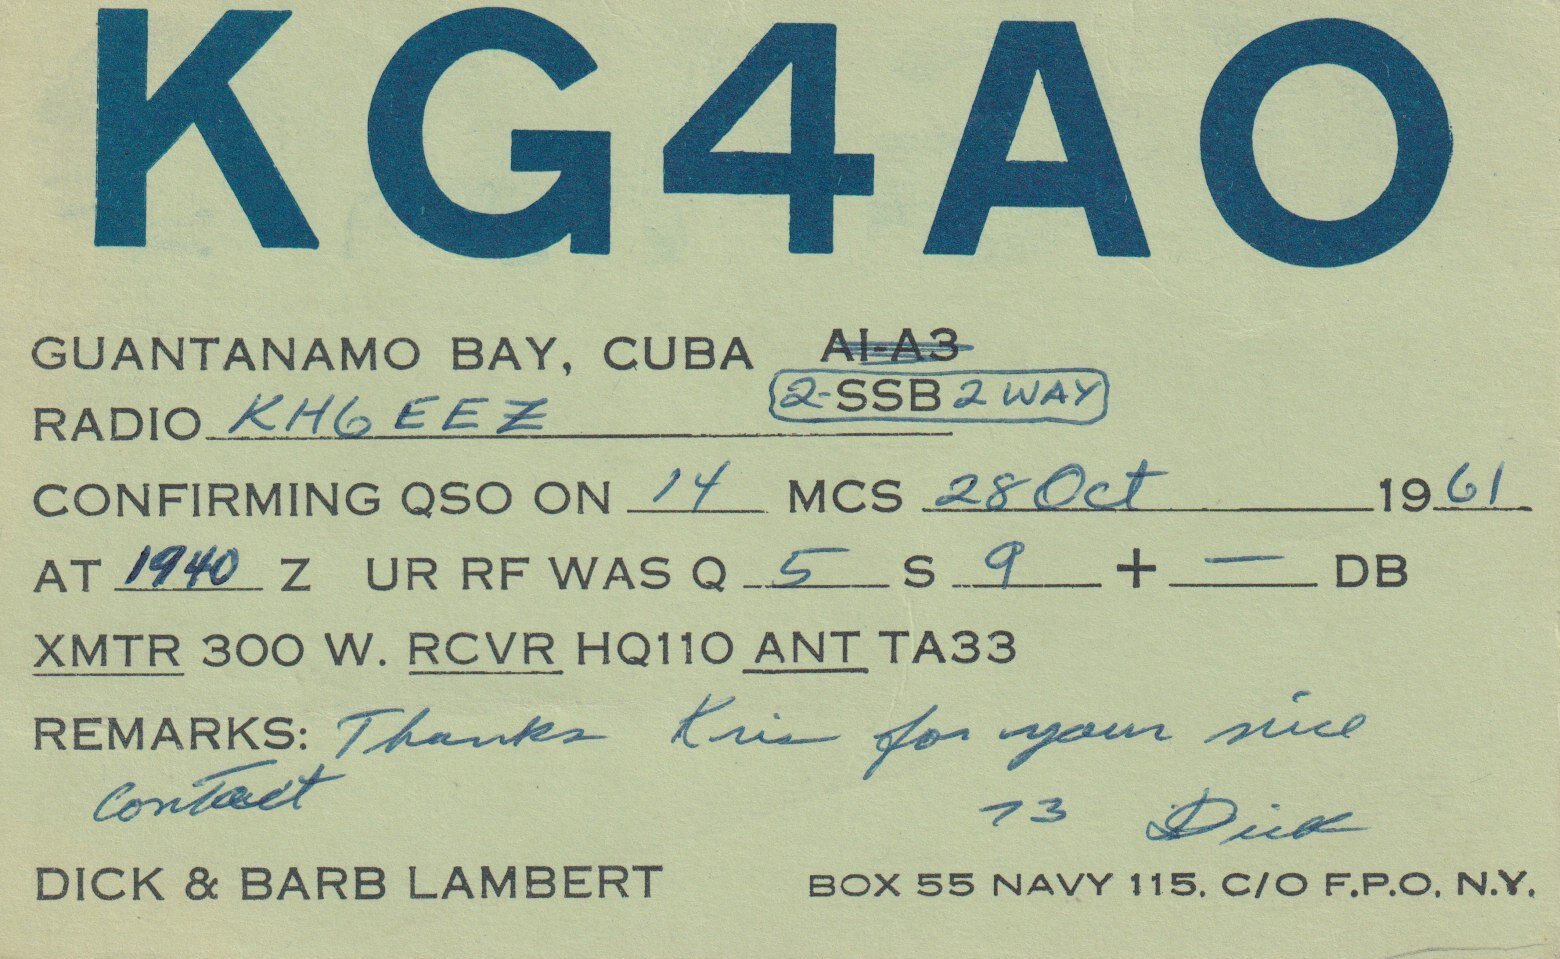 KG4AO
GUANTANAMO BAY, CUBA A1-A3
2-SSB 2 WAY
RADIO KH6EEZ
CONFIRMING QSO ON 14 MCS 28 Oct 1961
AT 1940 Z UR RF WAS Q 5 S 9 + — DB
XMTR 300 W. RCVR HQ110 ANT TA33
REMARKS: Thanks Kris for your nice
contact
73 Dick
DICK & BARB LAMBERT BOX 55 NAVY 115, C/O F.P.O. N.Y.